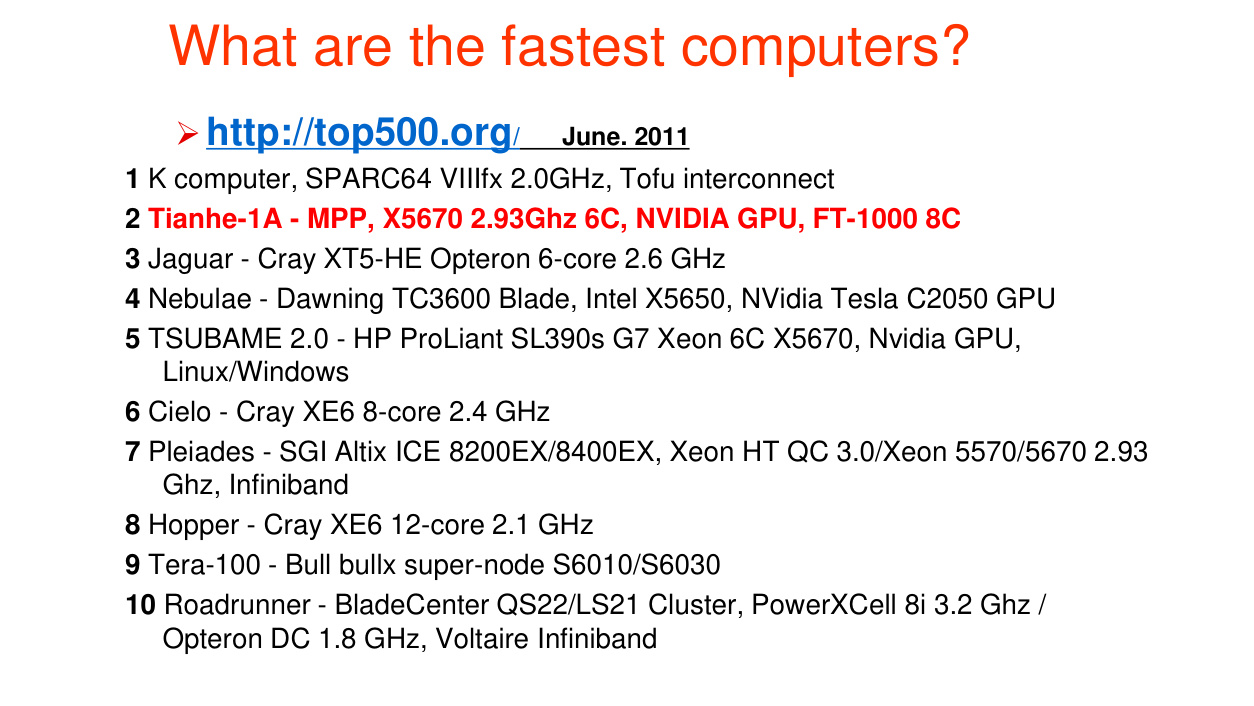 What are the fastest computers?
http://top500.org/ June. 2011
1 K computer, SPARC64 VIIIfx 2.0GHz, Tofu interconnect
2 Tianhe-1A - MPP, X5670 2.93Ghz 6C, NVIDIA GPU, FT-1000 8C
3 Jaguar - Cray XT5-HE Opteron 6-core 2.6 GHz
4 Nebulae - Dawning TC3600 Blade, Intel X5650, NVidia Tesla C2050 GPU
5 TSUBAME 2.0 - HP ProLiant SL390s G7 Xeon 6C X5670, Nvidia GPU,
Linux/Windows
6 Cielo - Cray XE6 8-core 2.4 GHz
7 Pleiades - SGI Altix ICE 8200EX/8400EX, Xeon HT QC 3.0/Xeon 5570/5670 2.93
Ghz, Infiniband
8 Hopper - Cray XE6 12-core 2.1 GHz
9 Tera-100 - Bull bullx super-node S6010/S6030
10 Roadrunner - BladeCenter QS22/LS21 Cluster, PowerXCell 8i 3.2 Ghz /
Opteron DC 1.8 GHz, Voltaire Infiniband